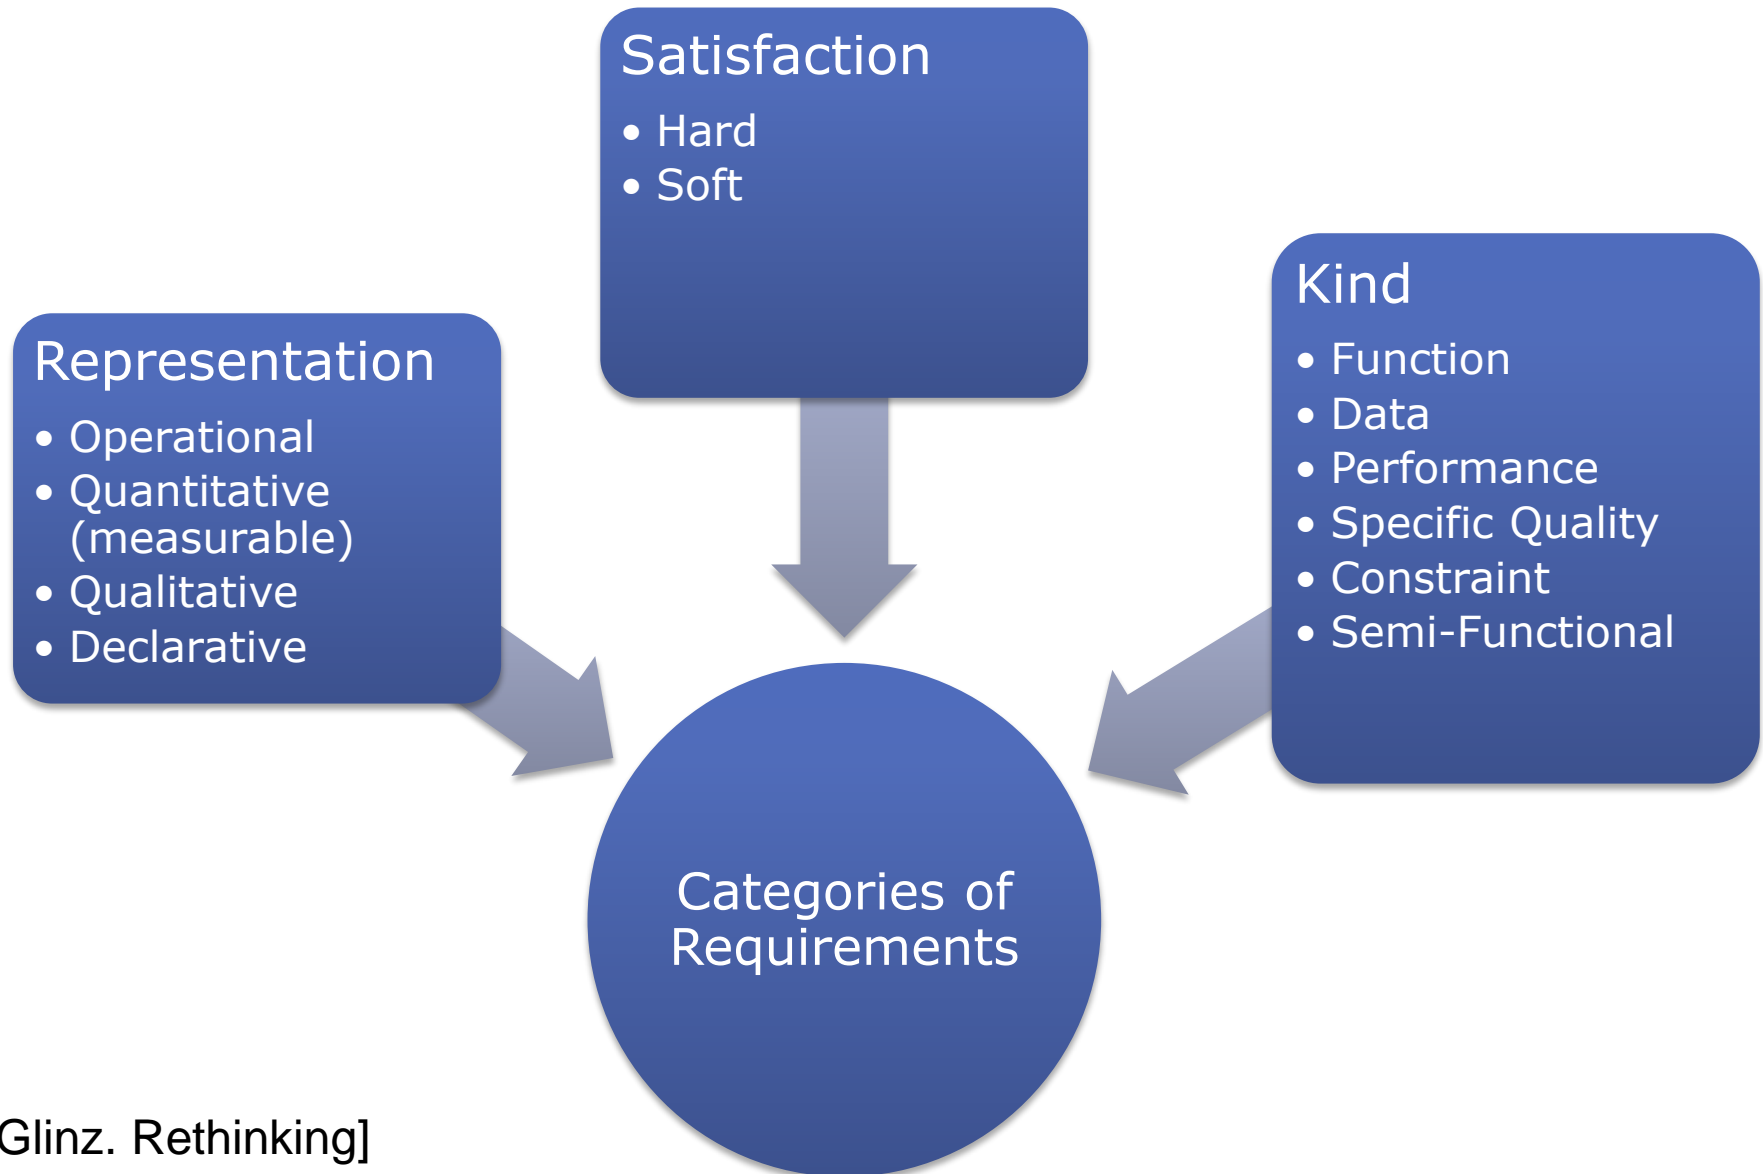 Satisfaction
• Hard
• Soft
Representation
• Operational
• Quantitative
(measurable)
• Qualitative
• Declarative
Kind
• Function
• Data
• Performance
• Specific Quality
• Constraint
• Semi-Functional
Categories of
Requirements
Glinz. Rethinking]